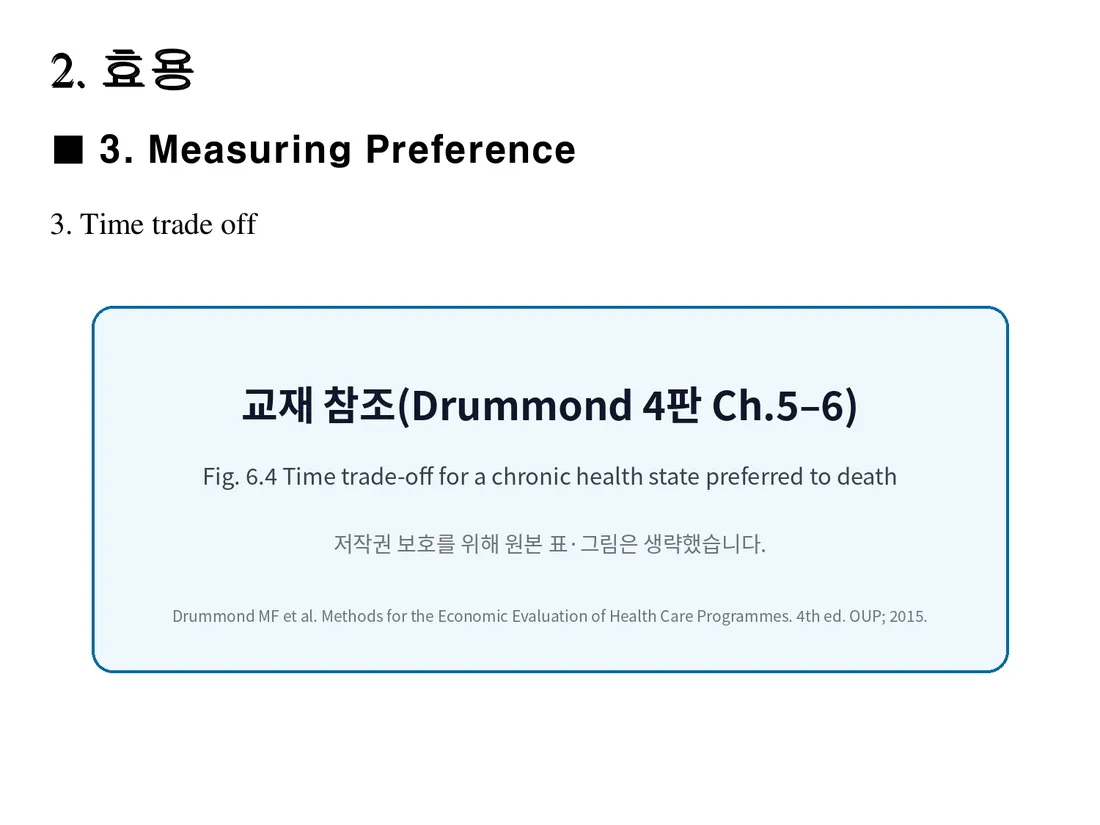 2. 효용
■ 3. Measuring Preference
3. Time trade off
교재 참조(Drummond 4판 Ch.5–6)
Fig. 6.4 Time trade-off for a chronic health state preferred to death
저작권 보호를 위해 원본 표·그림은 생략했습니다.
Drummond MF et al. Methods for the Economic Evaluation of Health Care Programmes. 4th ed. OUP; 2015.